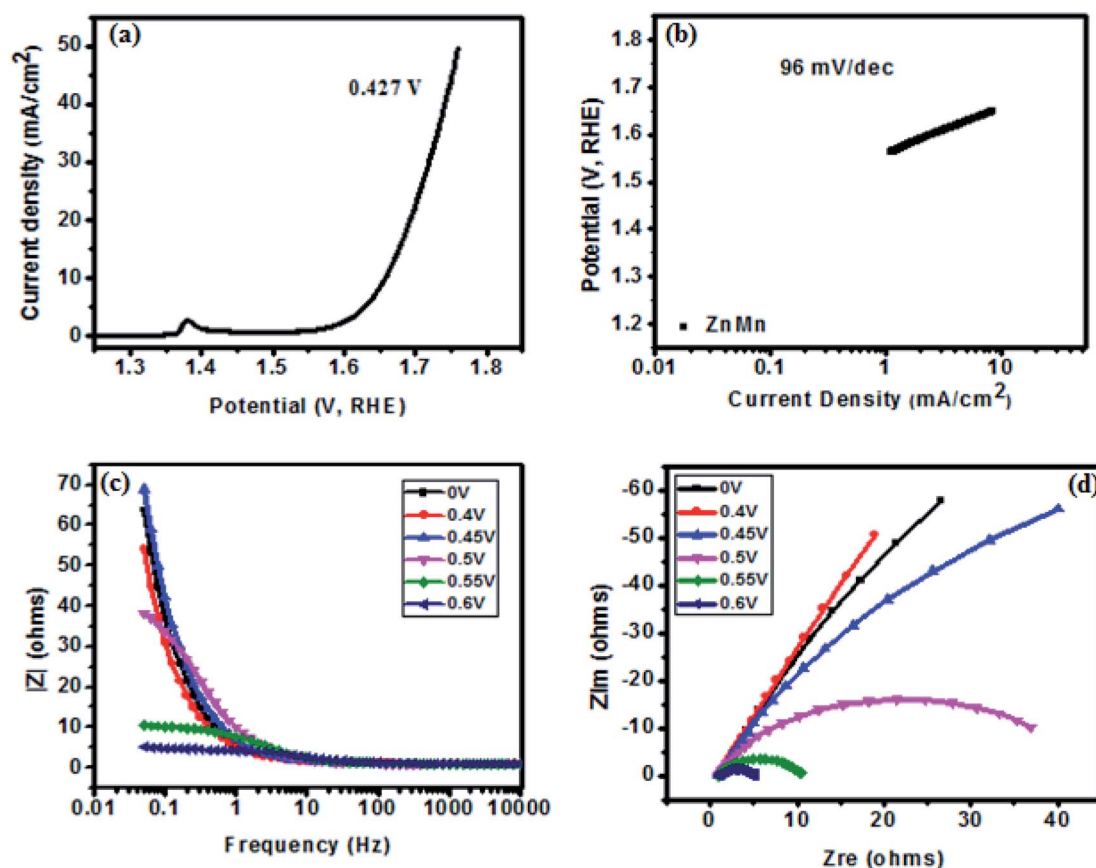 (a)
0.427 V
Current density (mA/cm²)
50
40
30
20
10
0
1.3 1.4 1.5 1.6 1.7 1.8
Potential (V, RHE)
(b)
96 mV/dec
Potential (V, RHE)
1.8
1.7
1.6
1.5
1.4
1.3
1.2
ZnMn
0.01 0.1 1 10
Current Density (mA/cm²)
(c)
|Z| (ohms)
70
60
50
40
30
20
10
0
0V
0.4V
0.45V
0.5V
0.55V
0.6V
0.01 0.1 1 10 100 1000 10000
Frequency (Hz)
(d)
ZIm (ohms)
-60
-50
-40
-30
-20
-10
0
0V
0.4V
0.45V
0.5V
0.55V
0.6V
0 10 20 30 40
Zre (ohms)